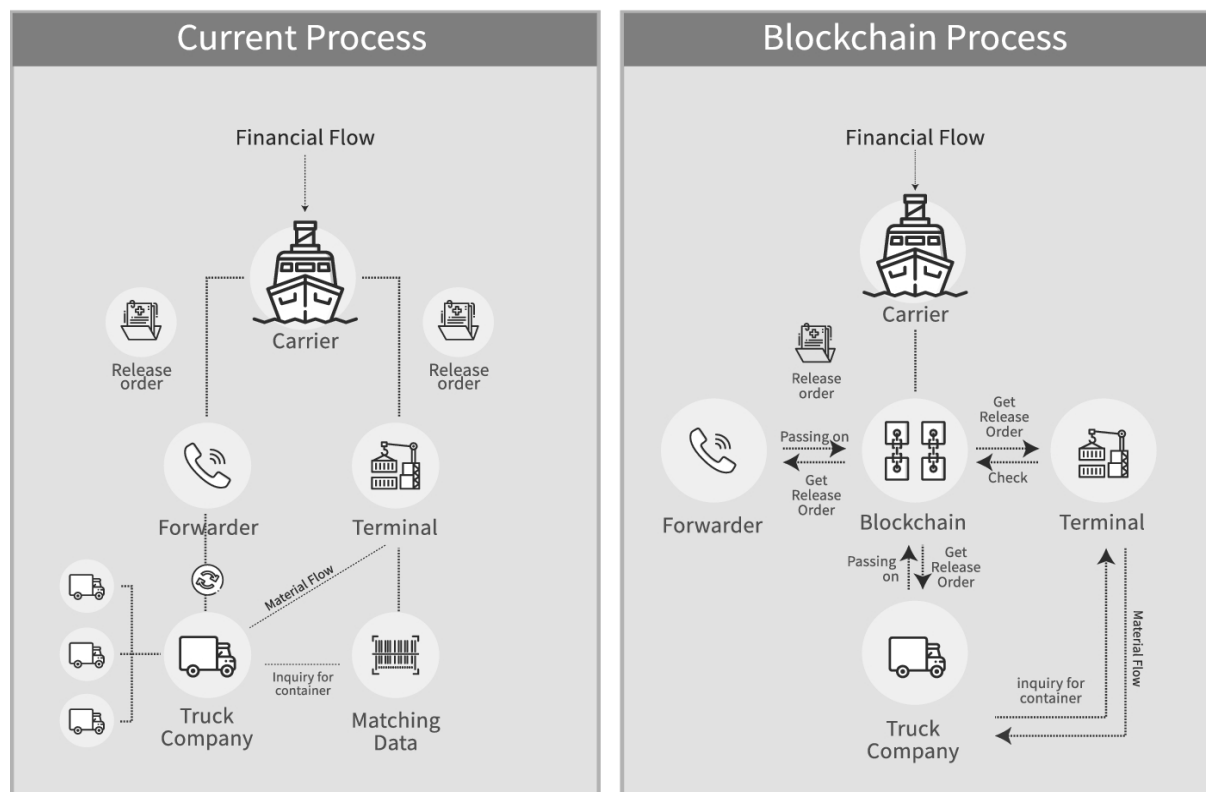 Current Process
Financial Flow
Carrier
Release
order
Release
order
Forwarder
Terminal
Material Flow
Inquiry for
container
Truck
Company
Matching
Data
Blockchain Process
Financial Flow
Carrier
Release
order
Passing on
Get
Release
Order
Get
Release
Order
Check
Forwarder
Blockchain
Terminal
Passing
on
Get
Release
Order
Material Flow
inquiry for
container
Truck
Company